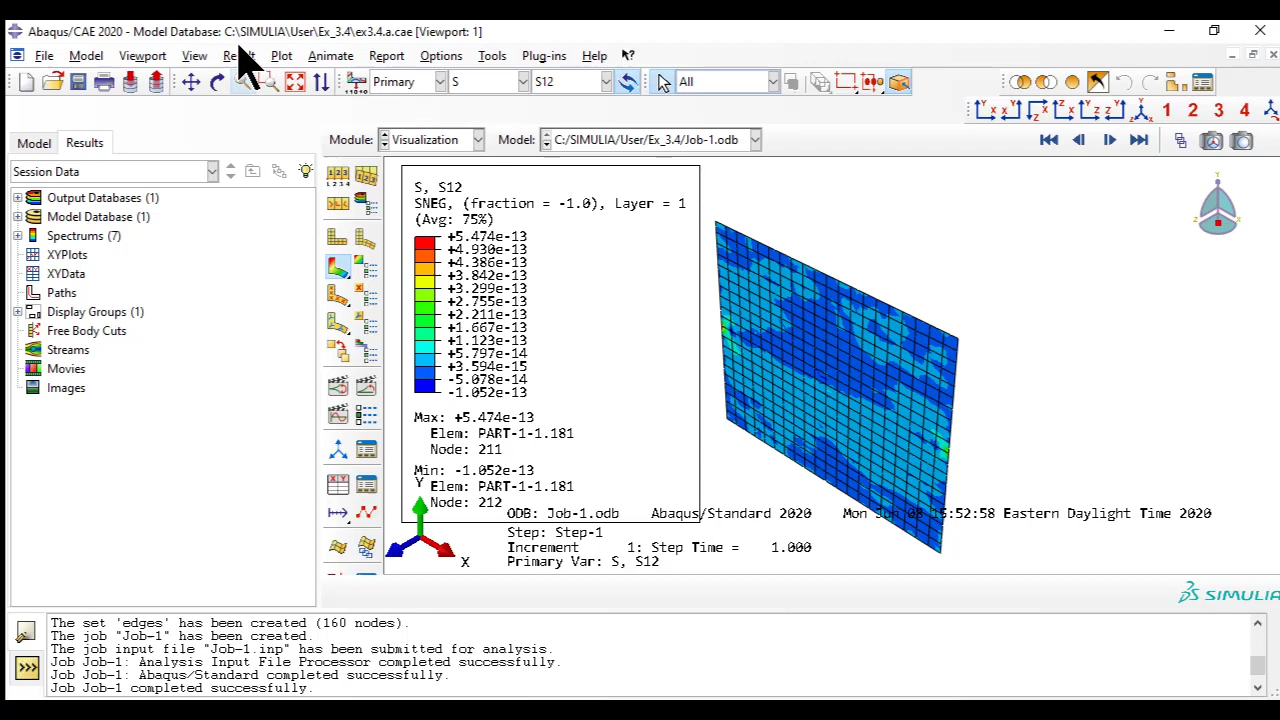 Abaqus/CAE 2020 - Model Database: C:\SIMULIA\User\Ex_3.4\ex3.4.a.cae [Viewport: 1]
File Model Viewport View Plot Animate Report Options Tools Plug-ins Help
Primary S S12 All
1 2 3 4
Model Results Module: Visualization Model: C:/SIMULIA/User/Ex_3.4/Job-1.odb
Session Data
Output Databases (1)
Model Database (1)
Spectrums (7)
XYPlots
XYData
Paths
Display Groups (1)
Free Body Cuts
Streams
Movies
Images
S, S12
SNEG, (fraction = -1.0), Layer = 1
(Avg: 75%)
+5.474e-13
+4.930e-13
+4.386e-13
+3.842e-13
+3.299e-13
+2.755e-13
+2.211e-13
+1.667e-13
+1.123e-13
+5.797e-14
+3.594e-15
-5.078e-14
-1.052e-13
Max: +5.474e-13
Elem: PART-1-1.181
Node: 211
Min: -1.052e-13
Elem: PART-1-1.181
Node: 212
Y
X
ODB: Job-1.odb Abaqus/Standard 2020 Mon Jun 08 15:52:58 Eastern Daylight Time 2020
Step: Step-1
Increment 1: Step Time = 1.000
Primary Var: S, S12
SIMULIA
The set 'edges' has been created (160 nodes).
The job "Job-1" has been created.
The job input file "Job-1.inp" has been submitted for analysis.
Job Job-1: Analysis Input File Processor completed successfully.
Job Job-1: Abaqus/Standard completed successfully.
Job Job-1 completed successfully.